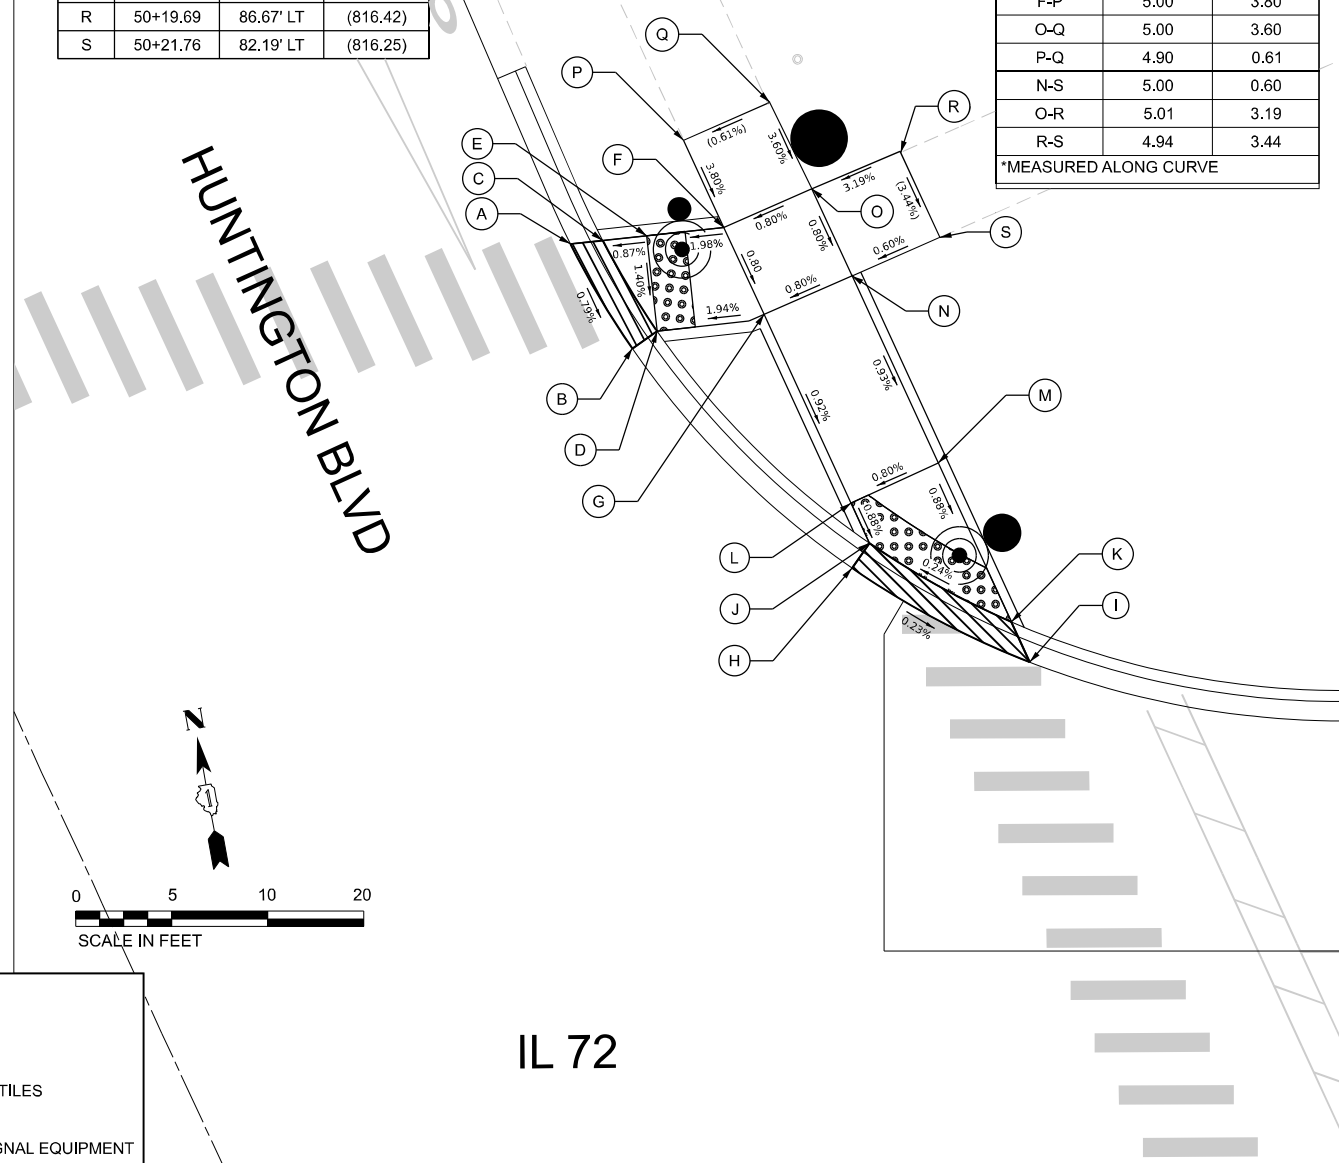 R 50+19.69 86.67' LT (816.42)
S 50+21.76 82.19' LT (816.25)
F-P 5.00 3.80
O-Q 5.00 3.60
P-Q 4.90 0.61
N-S 5.00 0.60
O-R 5.01 3.19
R-S 4.94 3.44
*MEASURED ALONG CURVE
Q
P
R
E
F
C
A
O
S
N
B
M
D
G
L
K
J
I
H
(0.61%)
3.60%
3.80%
3.19%
(3.44%)
0.80%
0.80%
0.60%
0.87%
1.98%
1.40%
0.80
0.80%
0.79%
1.94%
0.93%
0.92%
0.80%
0.88%
0.88%
0.24%
0.23%
HUNTINGTON BLVD
N
0 5 10 20
SCALE IN FEET
IL 72
TILES
GNAL EQUIPMENT